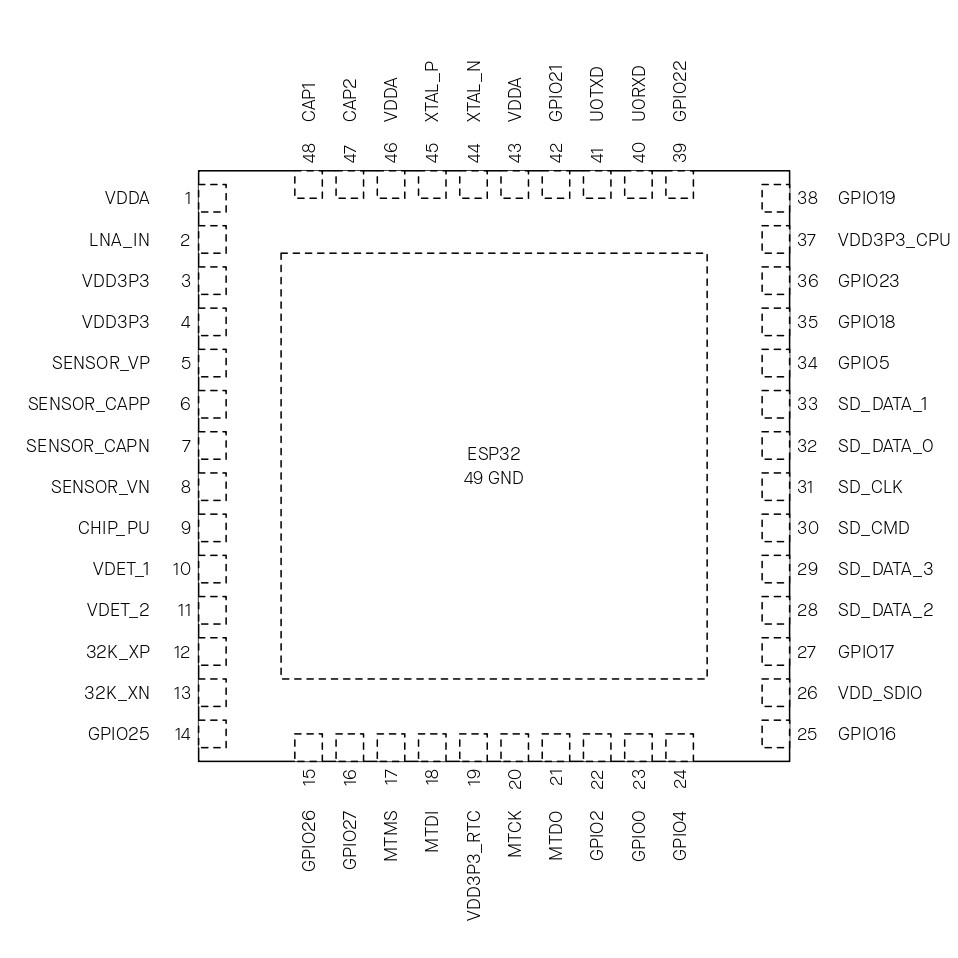 CAP1 48
CAP2 47
VDDA 46
XTAL_P 45
XTAL_N 44
VDDA 43
GPIO21 42
U0TXD 41
U0RXD 40
GPIO22 39
VDDA 1
LNA_IN 2
VDD3P3 3
VDD3P3 4
SENSOR_VP 5
SENSOR_CAPP 6
SENSOR_CAPN 7
SENSOR_VN 8
CHIP_PU 9
VDET_1 10
VDET_2 11
32K_XP 12
32K_XN 13
GPIO25 14
ESP32
49 GND
38 GPIO19
37 VDD3P3_CPU
36 GPIO23
35 GPIO18
34 GPIO5
33 SD_DATA_1
32 SD_DATA_0
31 SD_CLK
30 SD_CMD
29 SD_DATA_3
28 SD_DATA_2
27 GPIO17
26 VDD_SDIO
25 GPIO16
GPIO26 15
GPIO27 16
MTMS 17
MTDI 18
VDD3P3_RTC 19
MTCK 20
MTDO 21
GPIO2 22
GPIO0 23
GPIO4 24